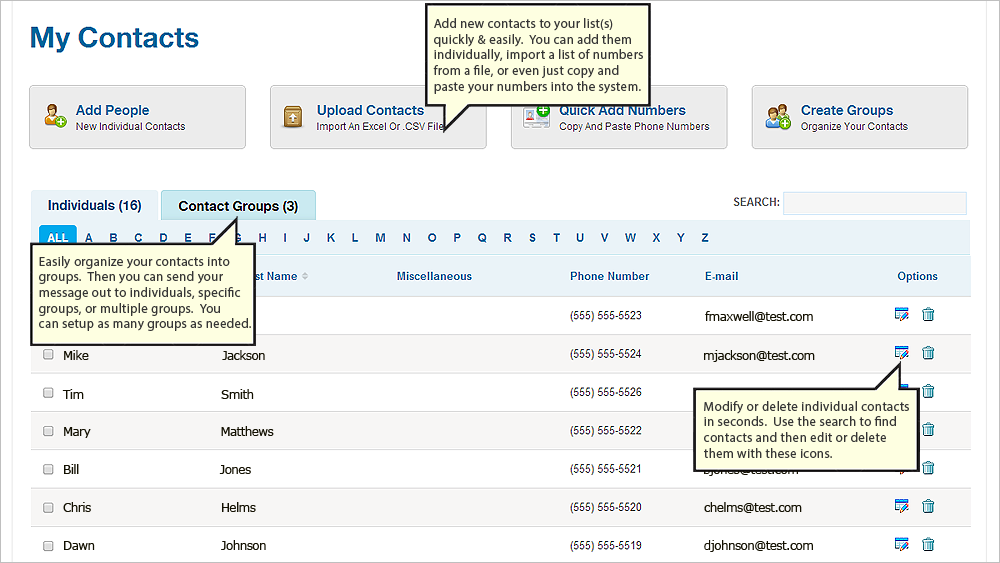 My Contacts
Add new contacts to your list(s)
quickly & easily. You can add them
individually, import a list of numbers
from a file, or even just copy and
paste your numbers into the system.
Add People
New Individual Contacts
Upload Contacts
Import An Excel Or .CSV File
Quick Add Numbers
Copy And Paste Phone Numbers
Create Groups
Organize Your Contacts
Individuals (16)
Contact Groups (3)
SEARCH:
ALL A B C D E F G H I J K L M N O P Q R S T U V W X Y Z
Easily organize your contacts into
groups. Then you can send your
message out to individuals, specific
groups, or multiple groups. You
can setup as many groups as needed.
st Name Miscellaneous Phone Number E-mail Options
(555) 555-5523 fmaxwell@test.com
Mike Jackson (555) 555-5524 mjackson@test.com
Tim Smith (555) 555-5526
Mary Matthews (555) 555-5522
Modify or delete individual contacts
in seconds. Use the search to find
contacts and then edit or delete
them with these icons.
Bill Jones (555) 555-5521
Chris Helms (555) 555-5520 chelms@test.com
Dawn Johnson (555) 555-5519 djohnson@test.com